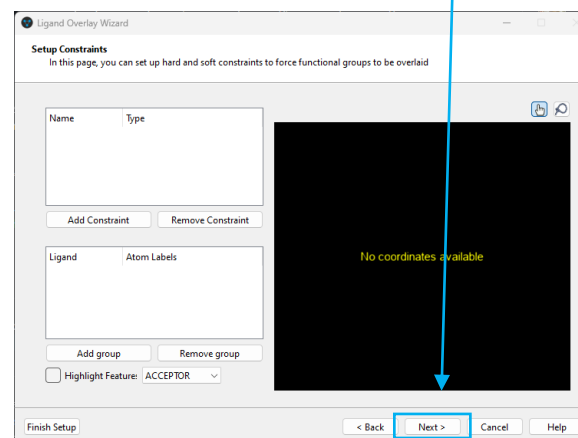 Ligand Overlay Wizard
Setup Constraints
In this page, you can set up hard and soft constraints to force functional groups to be overlaid
Name Type
Add Constraint Remove Constraint
No coordinates available
Ligand Atom Labels
Add group Remove group
Highlight Feature: ACCEPTOR
Finish Setup < Back Next > Cancel Help